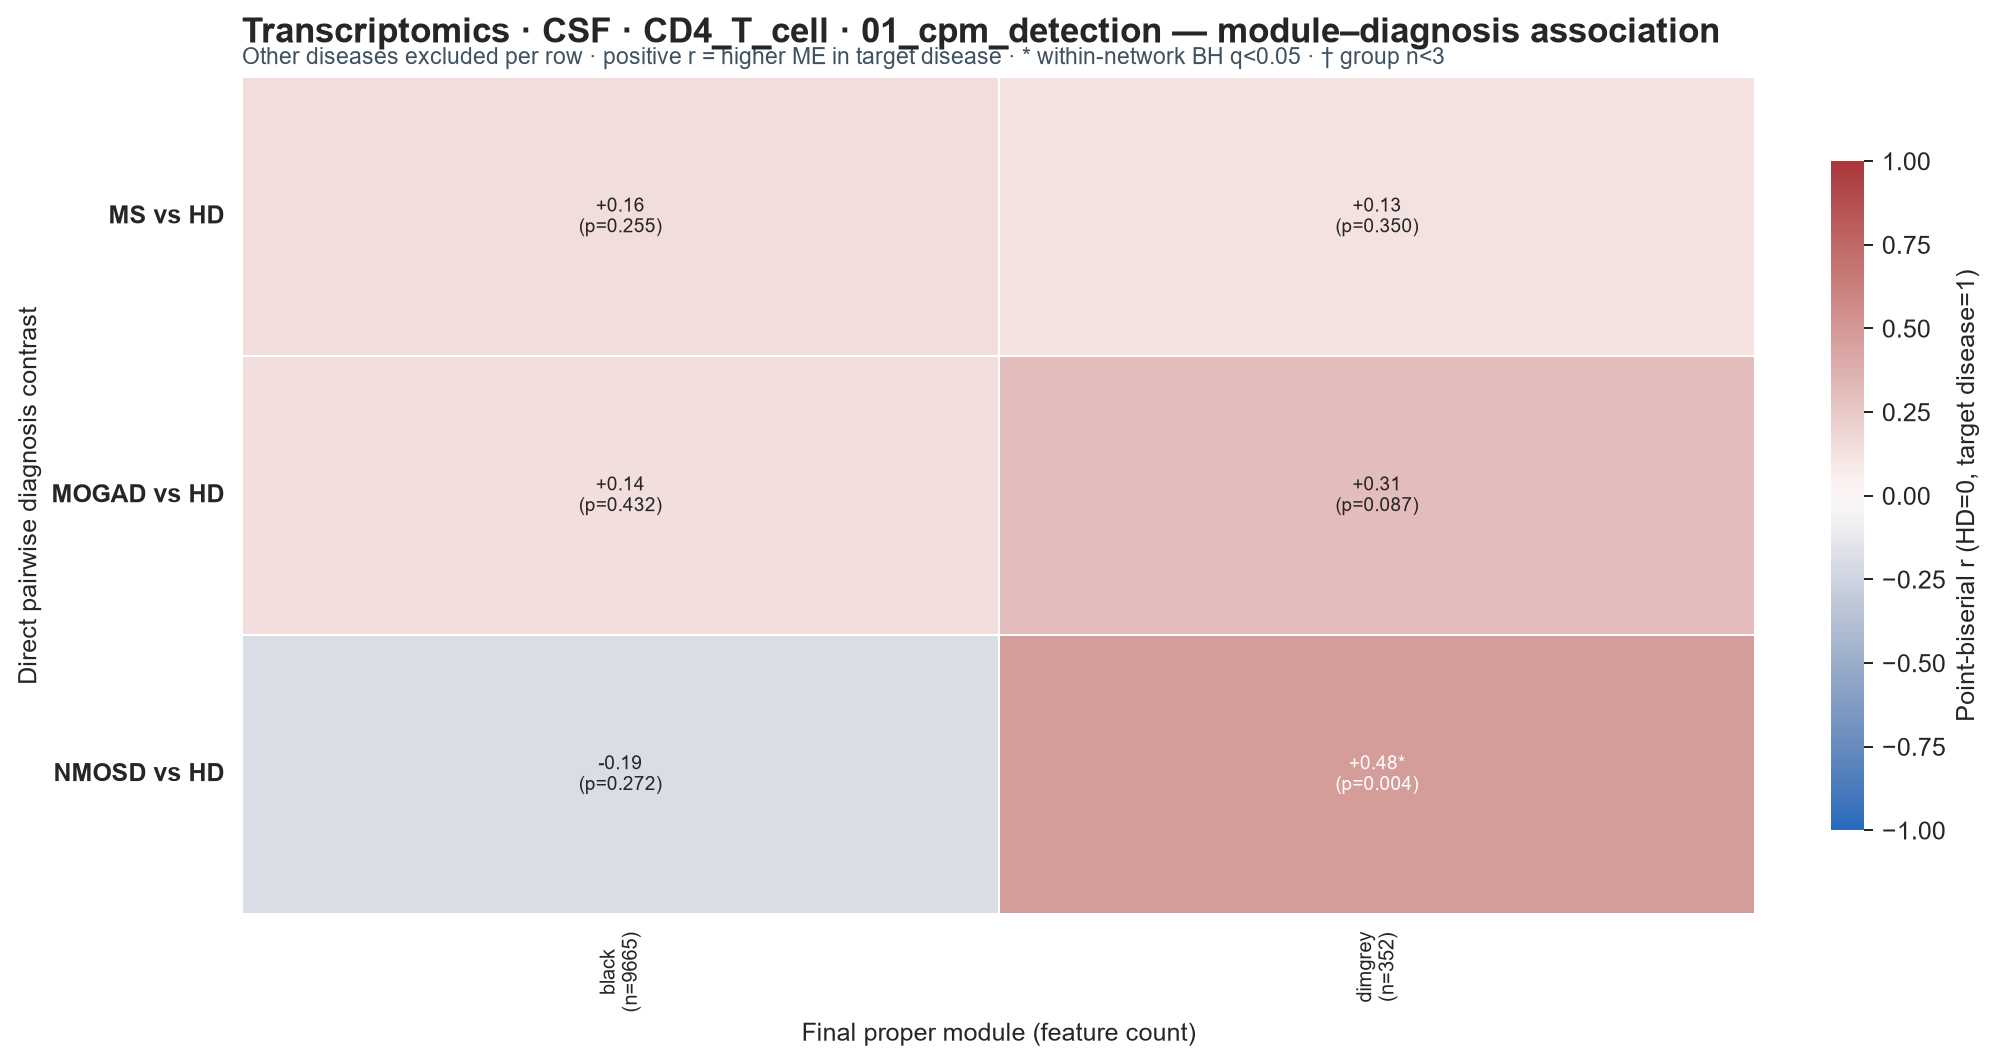 Transcriptomics · CSF · CD4_T_cell · 01_cpm_detection — module–diagnosis association
Other diseases excluded per row · positive r = higher ME in target disease · * within-network BH q<0.05 · † group n<3
Direct pairwise diagnosis contrast
MS vs HD
+0.16
(p=0.255)
+0.13
(p=0.350)
MOGAD vs HD
+0.14
(p=0.432)
+0.31
(p=0.087)
NMOSD vs HD
-0.19
(p=0.272)
+0.48*
(p=0.004)
black
(n=9665)
dimgrey
(n=352)
Final proper module (feature count)
1.00
0.75
0.50
0.25
0.00
−0.25
−0.50
−0.75
−1.00
Point-biserial r (HD=0, target disease=1)